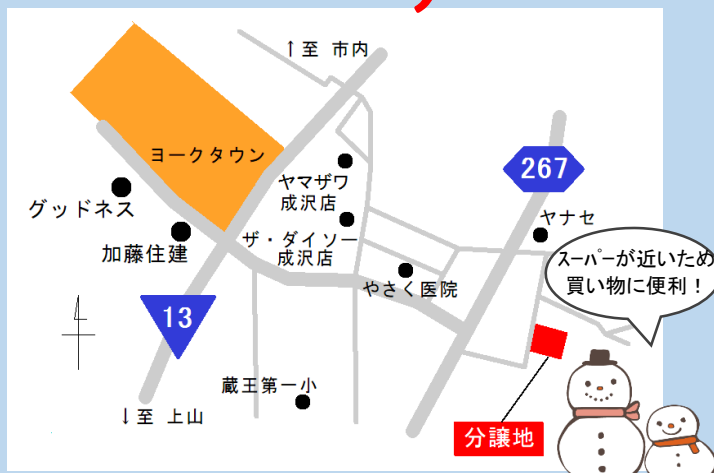 ↑至 市内
ヨークタウン
267
ヤマザワ
成沢店
グッドネス
ヤナセ
ザ・ダイソー
成沢店
加藤住建
スーパーが近いため
買い物に便利！
やさく医院
13
蔵王第一小
↓至 上山
分譲地